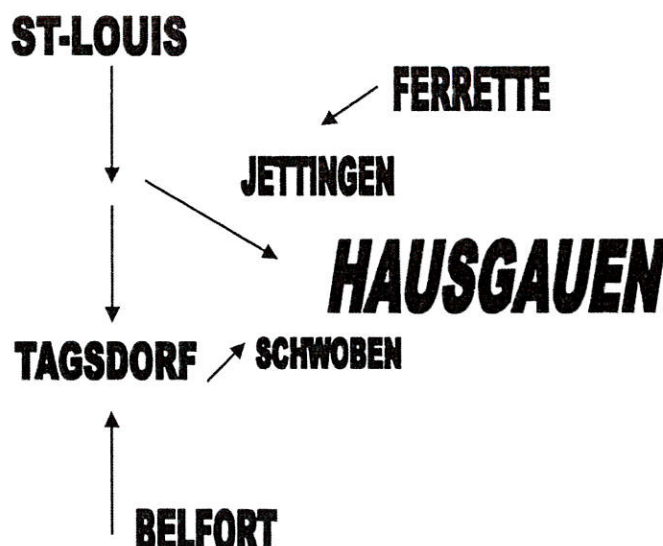 ST-LOUIS
FERRETTE
JETTINGEN
HAUSGAUEN
TAGSDORF
SCHWOBEN
BELFORT